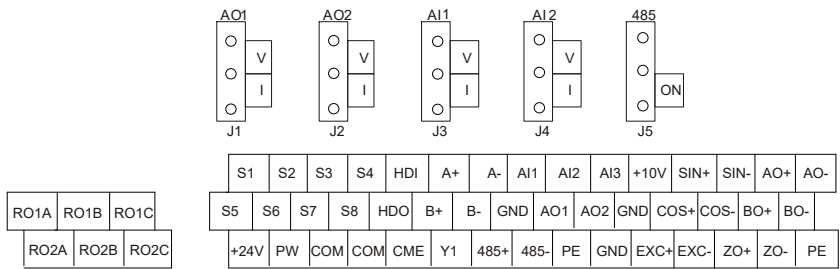 AO1 AO2 AI1 AI2 485
V V V V
I I I I ON
J1 J2 J3 J4 J5
S1 S2 S3 S4 HDI A+ A- AI1 AI2 AI3 +10V SIN+ SIN- AO+ AO-
RO1A RO1B RO1C S5 S6 S7 S8 HDO B+ B- GND AO1 AO2 GND COS+ COS- BO+ BO-
RO2A RO2B RO2C +24V PW COM COM CME Y1 485+ 485- PE GND EXC+ EXC- ZO+ ZO- PE